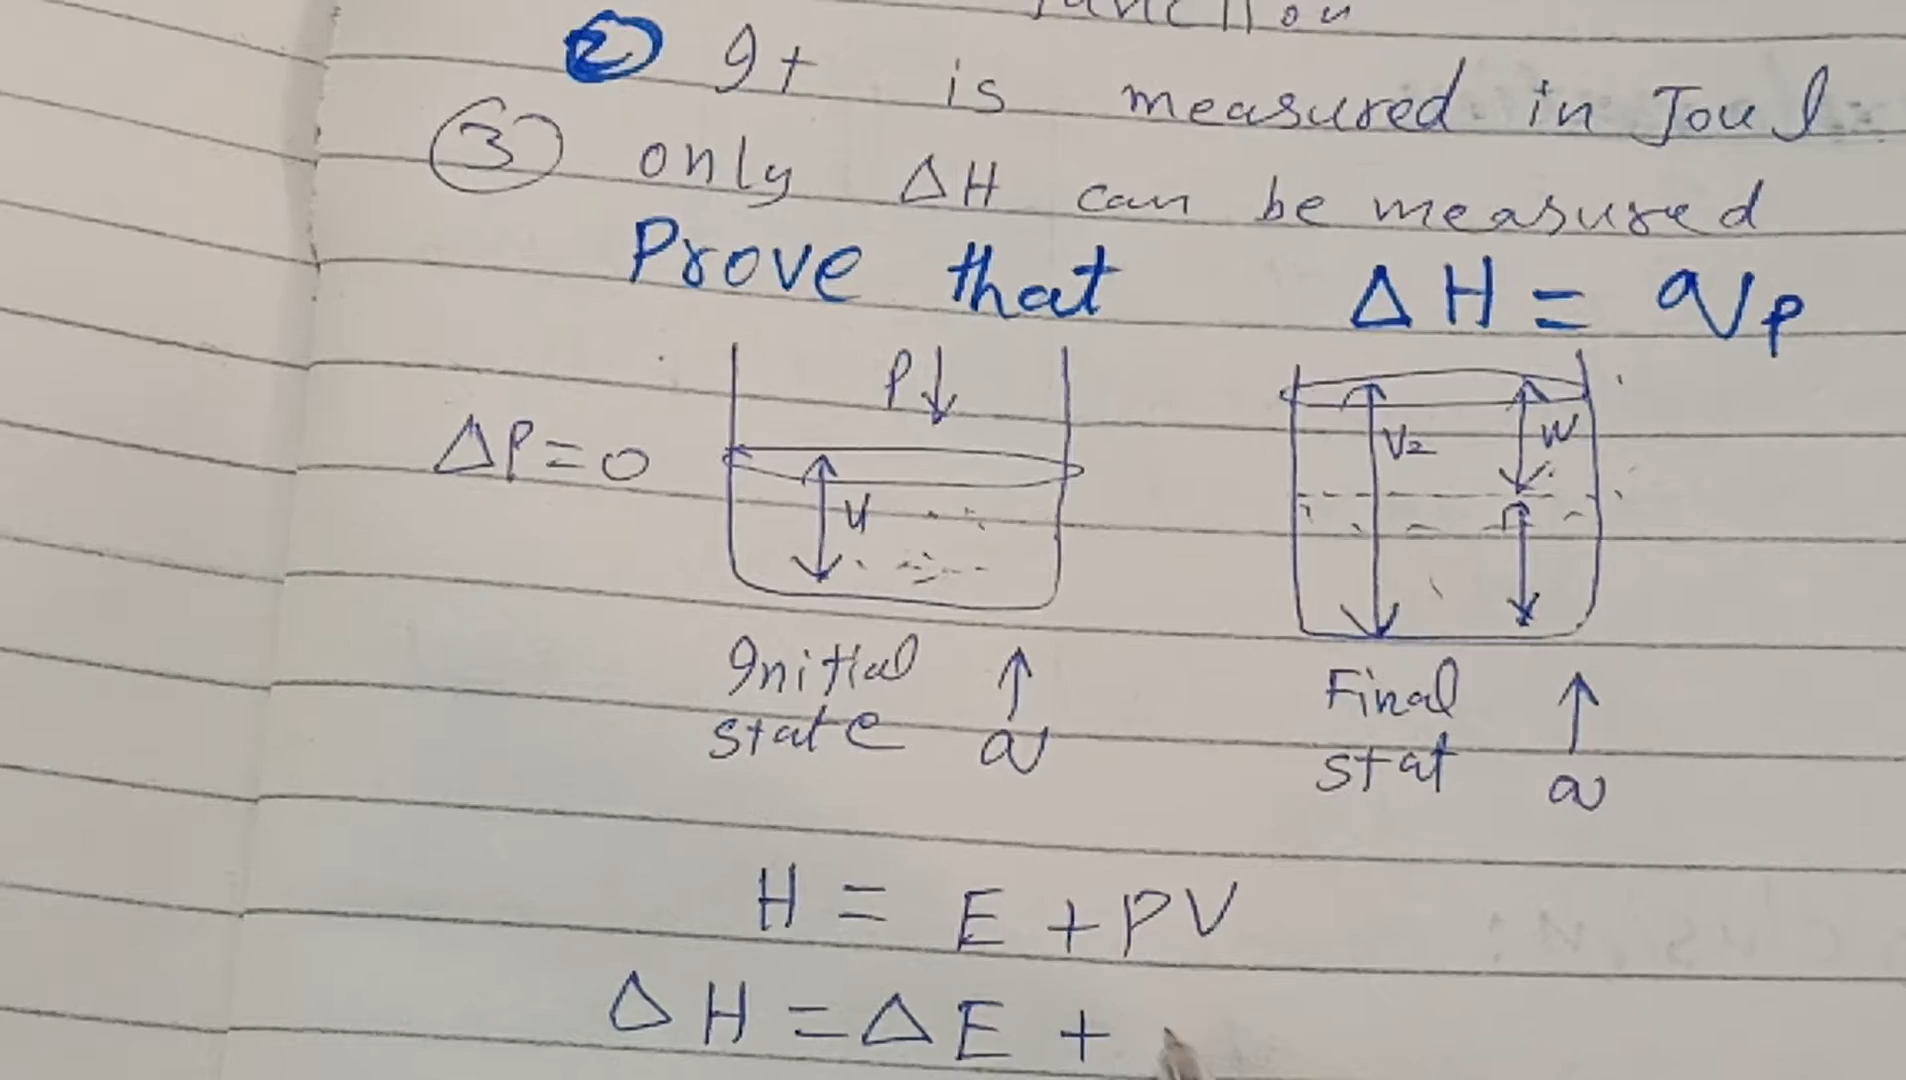 ② It is measured in Joul
③ only ΔH can be measured
Prove that ΔH = qp
P↓
ΔP=0
V₂ W
V₁
Initial state ↑ q
Final stat ↑ q
H = E + PV
ΔH = ΔE +